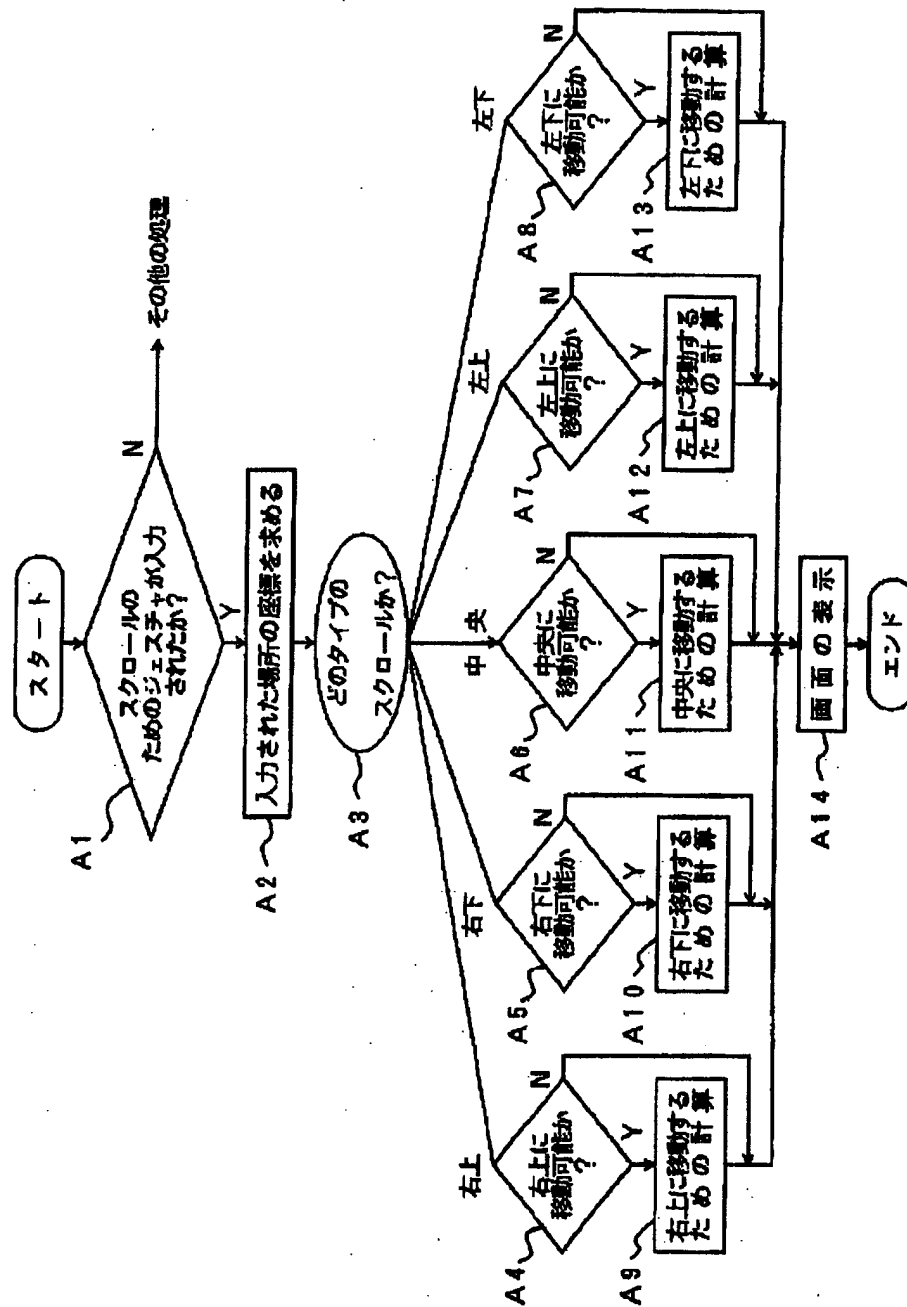 スタート
スクロールの
ためのジェスチャが入力
されたか?
A1
N
その他の処理
Y
入力された場所の座標を求める
A2
どのタイプの
スクロールか?
A3
右上
右下
中央
左上
左下
右上に
移動可能か
?
A4
N
Y
右下に
移動可能か
?
A5
N
Y
中央に
移動可能か
?
A6
N
Y
左上に
移動可能か
?
A7
N
Y
左下に
移動可能か
?
A8
N
Y
右上に移動する
ための計算
A9
右下に移動する
ための計算
A10
中央に移動する
ための計算
A11
左上に移動する
ための計算
A12
左下に移動する
ための計算
A13
画面の表示
A14
エンド